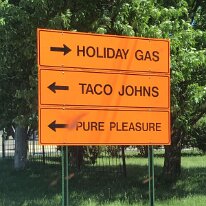 → HOLIDAY GAS
← TACO JOHNS
← PURE PLEASURE